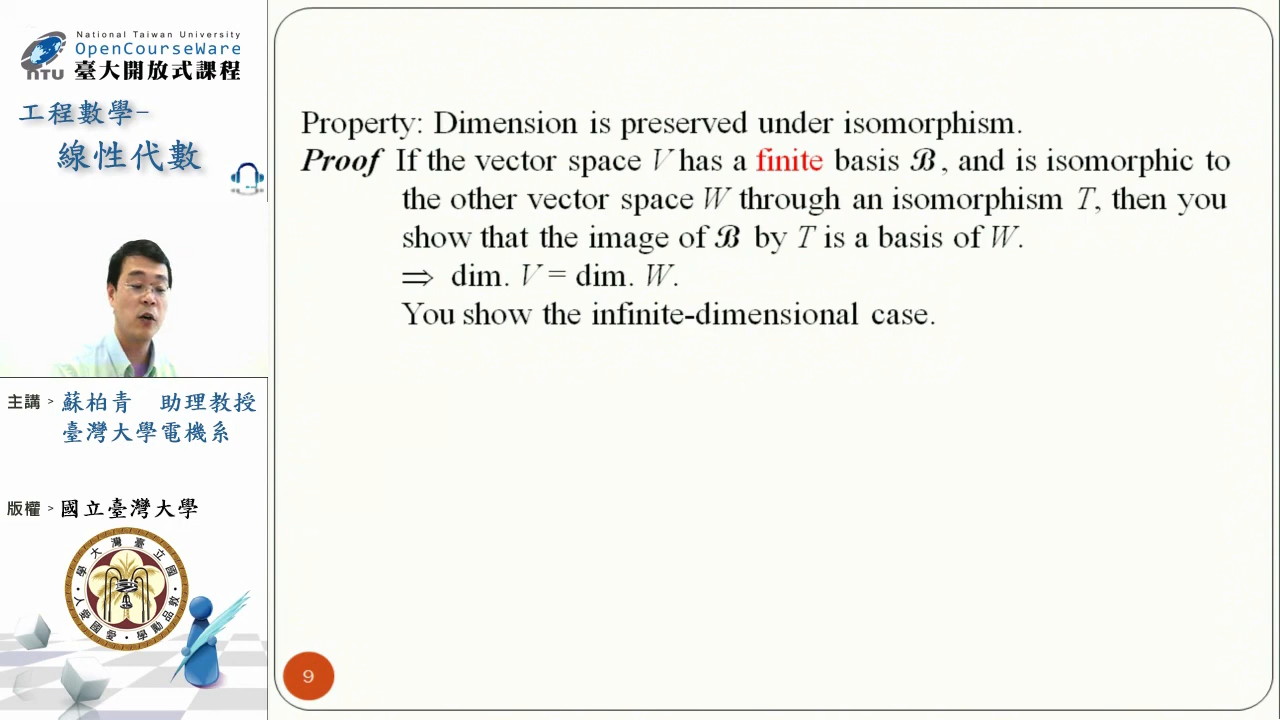 National Taiwan University
OpenCourseWare
NTU 臺大開放式課程
工程數學-
線性代數
主講 > 蘇柏青 助理教授
臺灣大學電機系
版權 > 國立臺灣大學
Property: Dimension is preserved under isomorphism.
Proof If the vector space V has a finite basis ℬ, and is isomorphic to
the other vector space W through an isomorphism T, then you
show that the image of ℬ by T is a basis of W.
⇒ dim. V = dim. W.
You show the infinite-dimensional case.
9